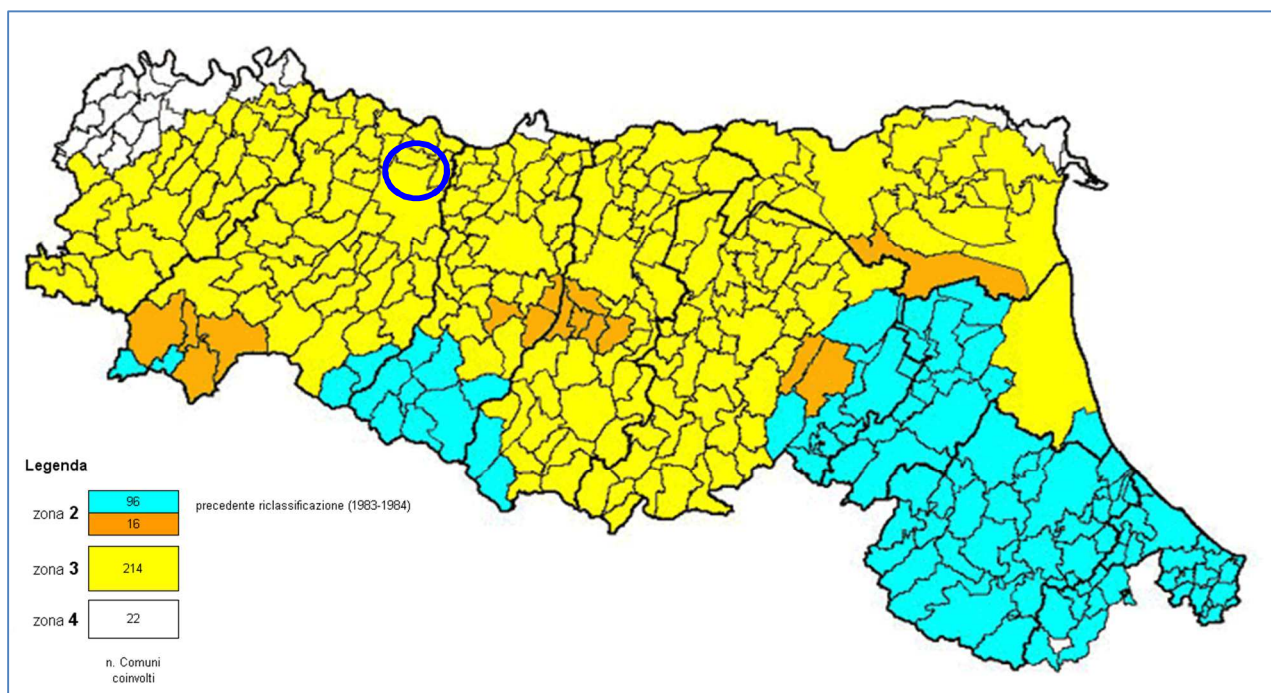 Legenda
zona 2
96
16
precedente riclassificazione (1983-1984)
zona 3
214
zona 4
22
n. Comuni
coinvolti